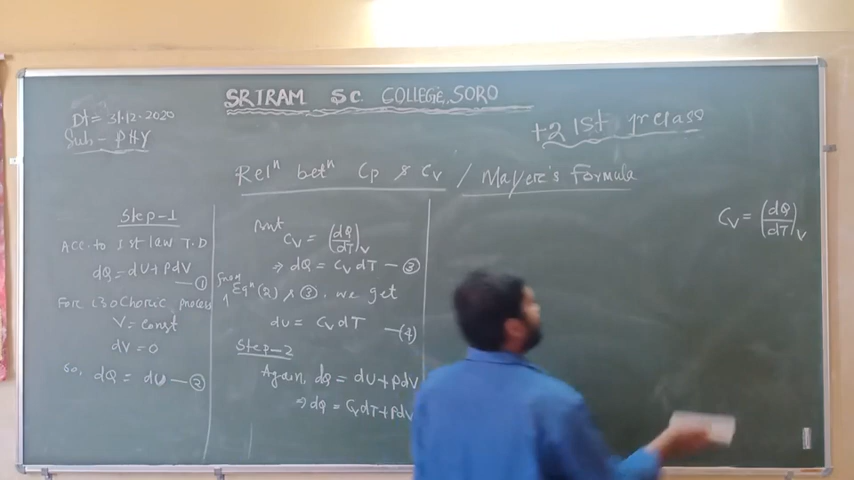 SRIRAM SC COLLEGE, SORO
Dt = 31.12.2020
Sub - PHY
+2 1st yr class
Relⁿ betⁿ Cp & Cv / Mayer's Formula
Step-1
Acc. to 1st law T.D
dQ = dU + PdV — ①
For isochoric process
V = const
dV = 0
So, dQ = dU — ②
But
Cv = (dQ/dT)v
⇒ dQ = CvdT — ③
from Eqⁿ (2) & ③, we get
dU = CvdT — (4)
Step-2
Again, dQ = dU + PdV
⇒ dQ = CvdT + PdV
Cv = (dQ/dT)v